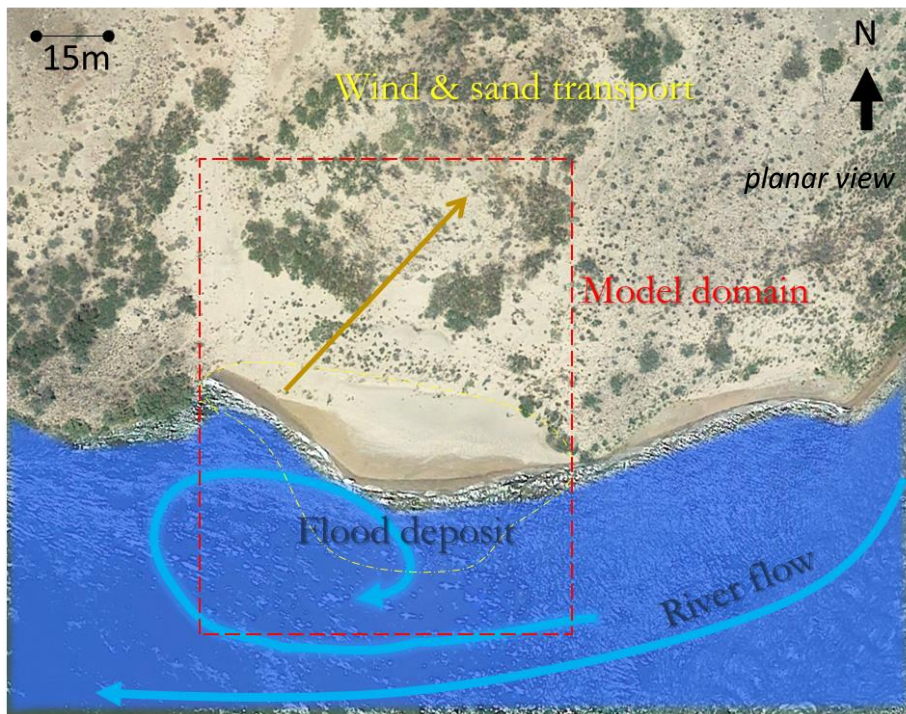 15m
N
Wind & sand transport
planar view
Model domain
Flood deposit
River flow